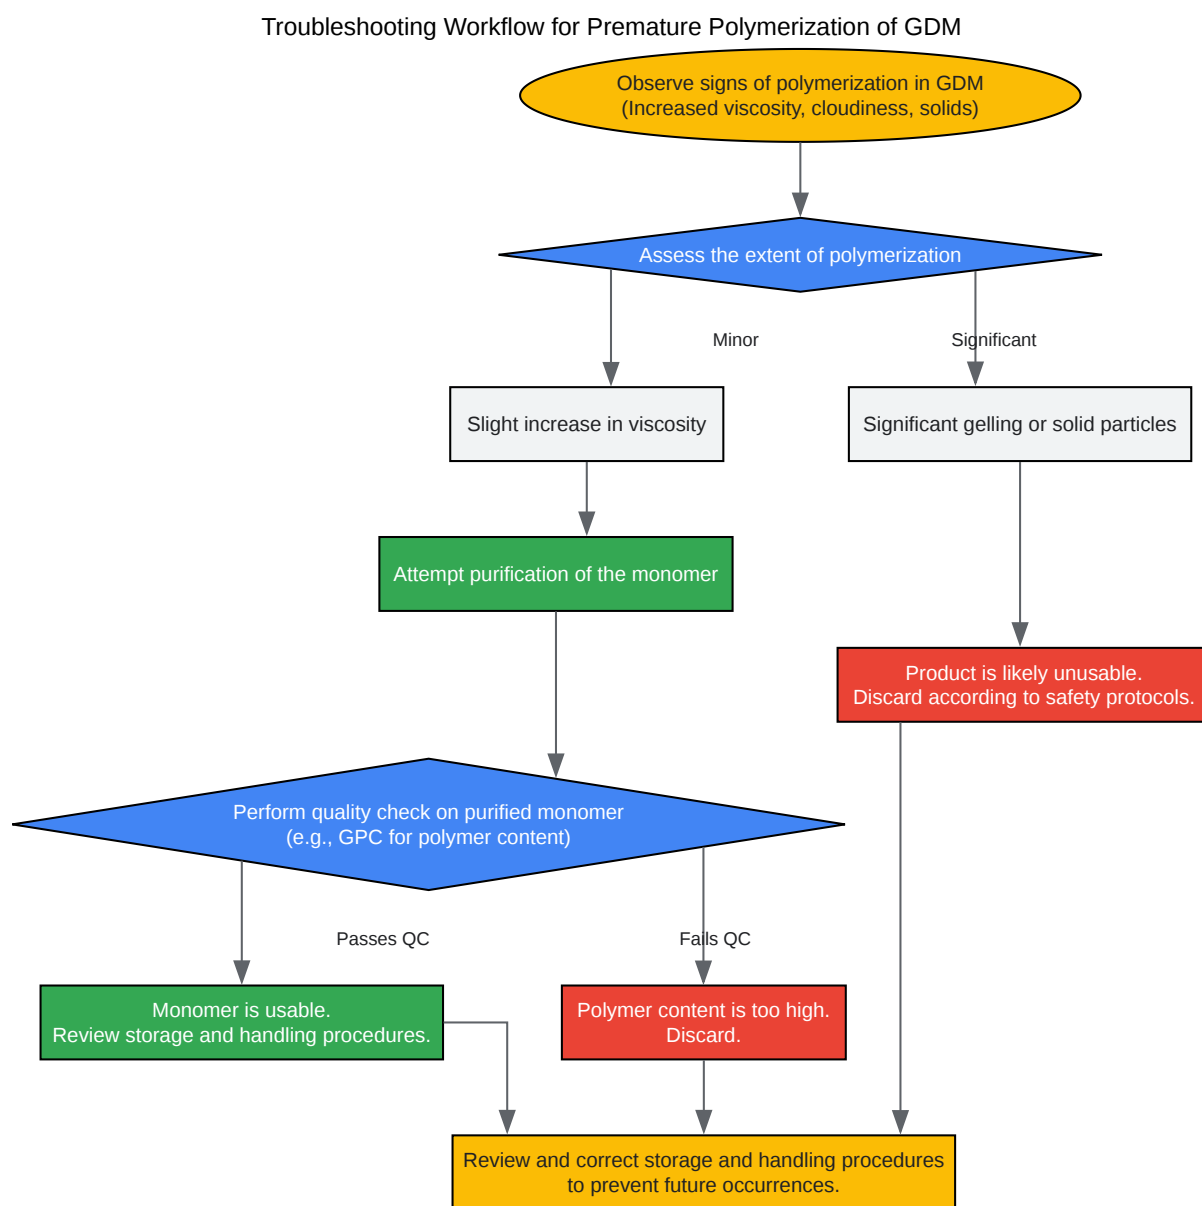 Troubleshooting Workflow for Premature Polymerization of GDM
Observe signs of polymerization in GDM
(Increased viscosity, cloudiness, solids)
Assess the extent of polymerization
Minor
Significant
Slight increase in viscosity
Significant gelling or solid particles
Attempt purification of the monomer
Product is likely unusable.
Discard according to safety protocols.
Perform quality check on purified monomer
(e.g., GPC for polymer content)
Passes QC
Fails QC
Monomer is usable.
Review storage and handling procedures.
Polymer content is too high.
Discard.
Review and correct storage and handling procedures
to prevent future occurrences.